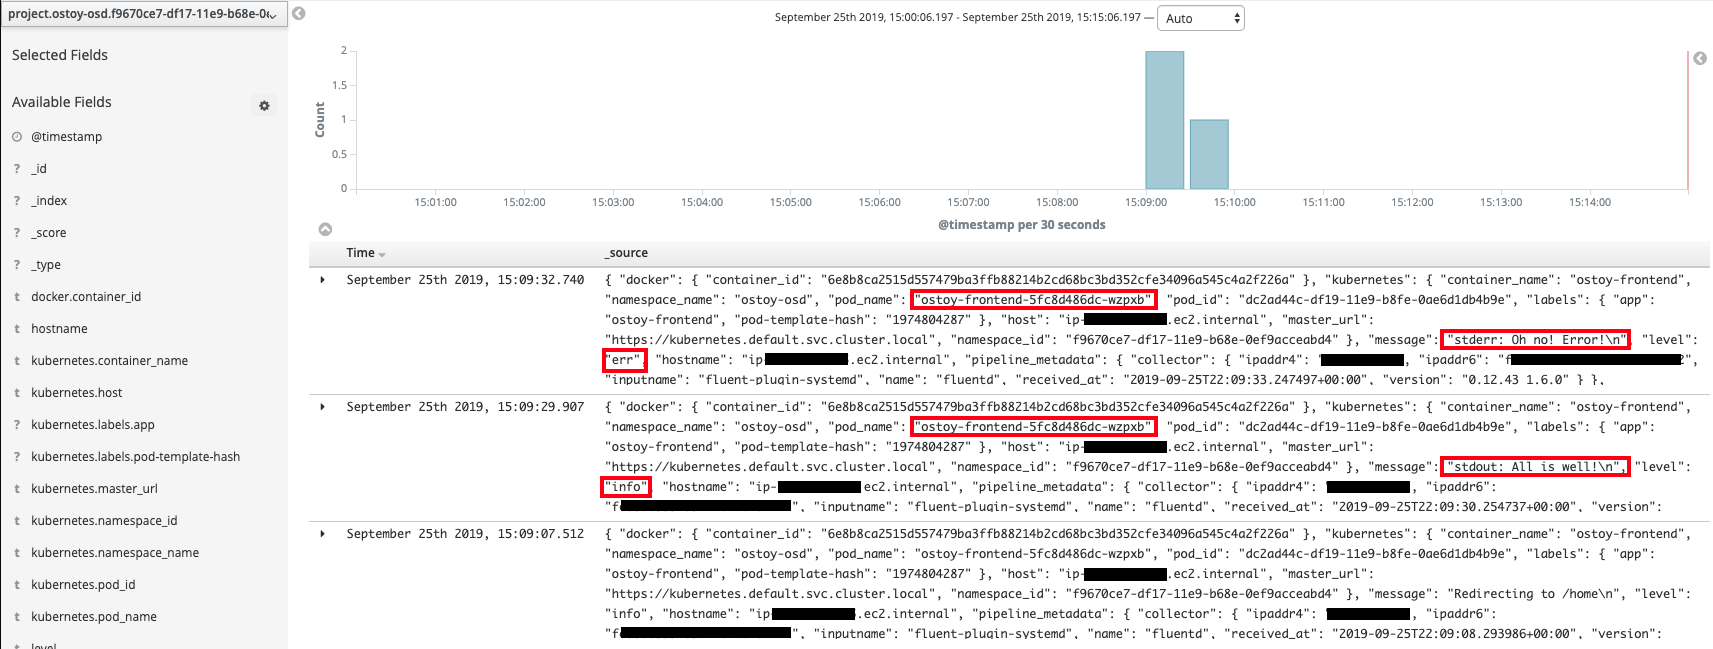 project.ostoy-osd.f9670ce7-df17-11e9-b68e-0
September 25th 2019, 15:00:06.197 - September 25th 2019, 15:15:06.197 —
Auto
Selected Fields
Available Fields
@timestamp
? _id
? _index
? _score
? _type
t docker.container_id
t hostname
t kubernetes.container_name
t kubernetes.host
t kubernetes.labels.app
? kubernetes.labels.pod-template-hash
t kubernetes.master_url
t kubernetes.namespace_id
t kubernetes.namespace_name
t kubernetes.pod_id
t kubernetes.pod_name
level
Count
2
1.5
1
0.5
0
15:01:00 15:02:00 15:03:00 15:04:00 15:05:00 15:06:00 15:07:00 15:08:00 15:09:00 15:10:00 15:11:00 15:12:00 15:13:00 15:14:00
@timestamp per 30 seconds
Time _source
September 25th 2019, 15:09:32.740 { "docker": { "container_id": "6e8b8ca2515d557479ba3ffb88214b2cd68bc3bd352cfe34096a545c4a2f226a" }, "kubernetes": { "container_name": "ostoy-frontend",
"namespace_name": "ostoy-osd", "pod_name": "ostoy-frontend-5fc8d486dc-wzpxb" "pod_id": "dc2ad44c-df19-11e9-b8fe-0ae6d1db4b9e", "labels": { "app":
"ostoy-frontend", "pod-template-hash": "1974804287" }, "host": "ip- .ec2.internal", "master_url":
"https://kubernetes.default.svc.cluster.local", "namespace_id": "f9670ce7-df17-11e9-b68e-0ef9acceabd4" }, "message": "stderr: Oh no! Error!\n" "level":
"err", "hostname": "ip- .ec2.internal", "pipeline_metadata": { "collector": { "ipaddr4": " ", "ipaddr6": "f 2",
"inputname": "fluent-plugin-systemd", "name": "fluentd", "received_at": "2019-09-25T22:09:33.247497+00:00", "version": "0.12.43 1.6.0" } },
September 25th 2019, 15:09:29.907 { "docker": { "container_id": "6e8b8ca2515d557479ba3ffb88214b2cd68bc3bd352cfe34096a545c4a2f226a" }, "kubernetes": { "container_name": "ostoy-frontend",
"namespace_name": "ostoy-osd", "pod_name": "ostoy-frontend-5fc8d486dc-wzpxb" "pod_id": "dc2ad44c-df19-11e9-b8fe-0ae6d1db4b9e", "labels": { "app":
"ostoy-frontend", "pod-template-hash": "1974804287" }, "host": "ip- .ec2.internal", "master_url":
"https://kubernetes.default.svc.cluster.local", "namespace_id": "f9670ce7-df17-11e9-b68e-0ef9acceabd4" }, "message": "stdout: All is well!\n", "level":
"info", "hostname": "ip- ec2.internal", "pipeline_metadata": { "collector": { "ipaddr4": " ", "ipaddr6":
"f ", "inputname": "fluent-plugin-systemd", "name": "fluentd", "received_at": "2019-09-25T22:09:30.254737+00:00", "version":
September 25th 2019, 15:09:07.512 { "docker": { "container_id": "6e8b8ca2515d557479ba3ffb88214b2cd68bc3bd352cfe34096a545c4a2f226a" }, "kubernetes": { "container_name": "ostoy-frontend",
"namespace_name": "ostoy-osd", "pod_name": "ostoy-frontend-5fc8d486dc-wzpxb", "pod_id": "dc2ad44c-df19-11e9-b8fe-0ae6d1db4b9e", "labels": { "app":
"ostoy-frontend", "pod-template-hash": "1974804287" }, "host": "ip- .ec2.internal", "master_url":
"https://kubernetes.default.svc.cluster.local", "namespace_id": "f9670ce7-df17-11e9-b68e-0ef9acceabd4" }, "message": "Redirecting to /home\n", "level":
"info", "hostname": "ip- .ec2.internal", "pipeline_metadata": { "collector": { "ipaddr4": " ", "ipaddr6":
"f ", "inputname": "fluent-plugin-systemd", "name": "fluentd", "received_at": "2019-09-25T22:09:08.293986+00:00", "version":